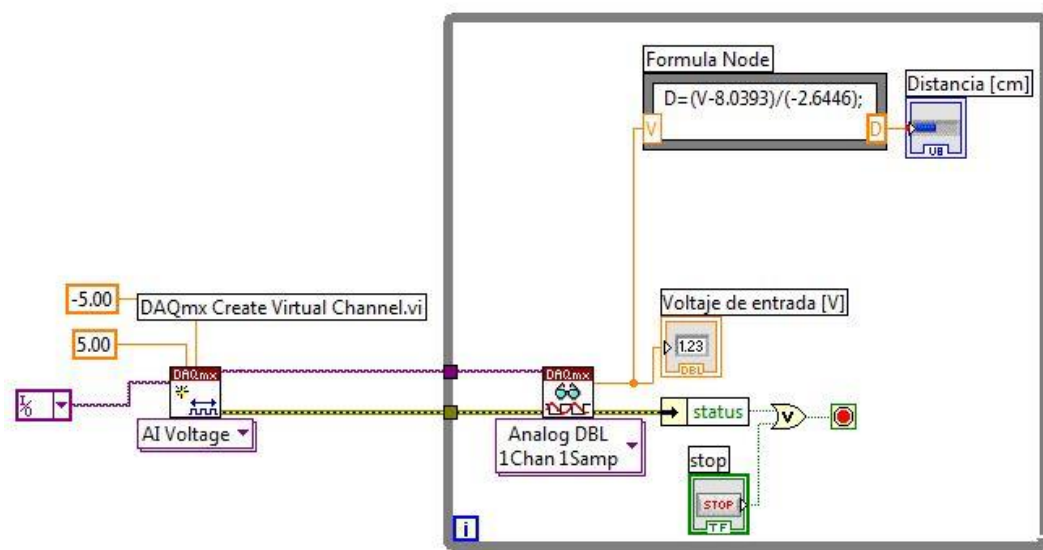 Formula Node
D=(V-8.0393)/(-2.6446);
V
D
Distancia [cm]
U8
-5.00
DAQmx Create Virtual Channel.vi
5.00
Voltaje de entrada [V]
1.23
DBL
DAQmx
DAQmx
I/O
AI Voltage
Analog DBL
1Chan 1Samp
status
V
stop
STOP
TF
i